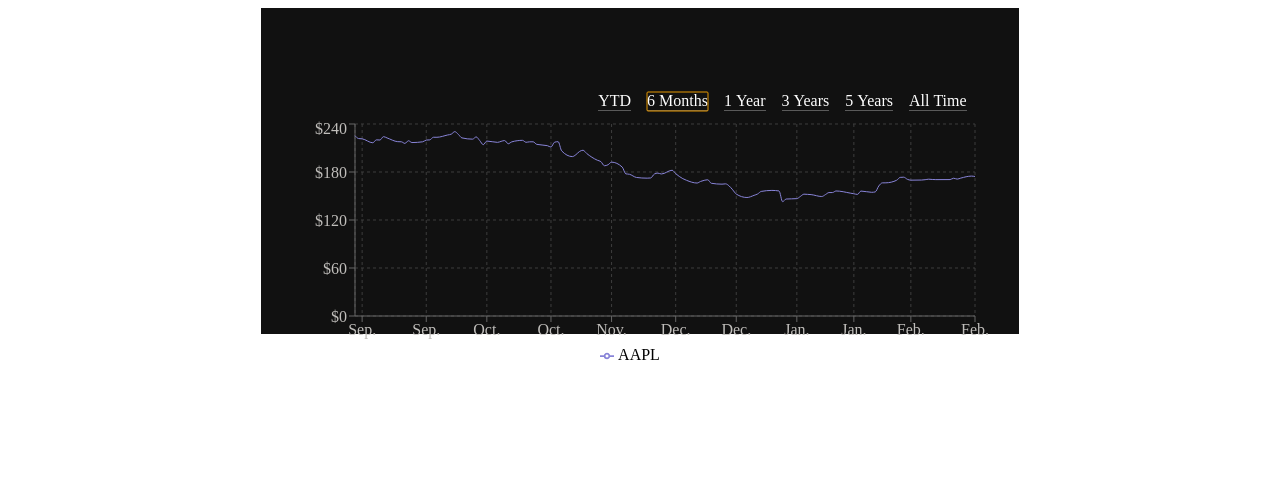 YTD 6 Months 1 Year 3 Years 5 Years All Time
$240
$180
$120
$60
$0
Sep. Sep. Oct. Oct. Nov. Dec. Dec. Jan. Jan. Feb. Feb.
AAPL